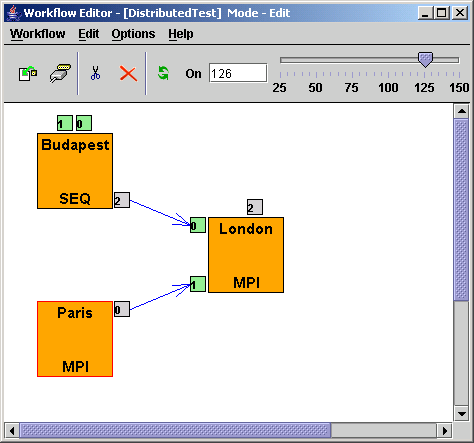 Workflow Editor - [DistributedTest] Mode - Edit
Workflow Edit Options Help
On 126
25 50 75 100 125 150
1 0
Budapest
SEQ
2
2
0
London
1
MPI
Paris
0
MPI